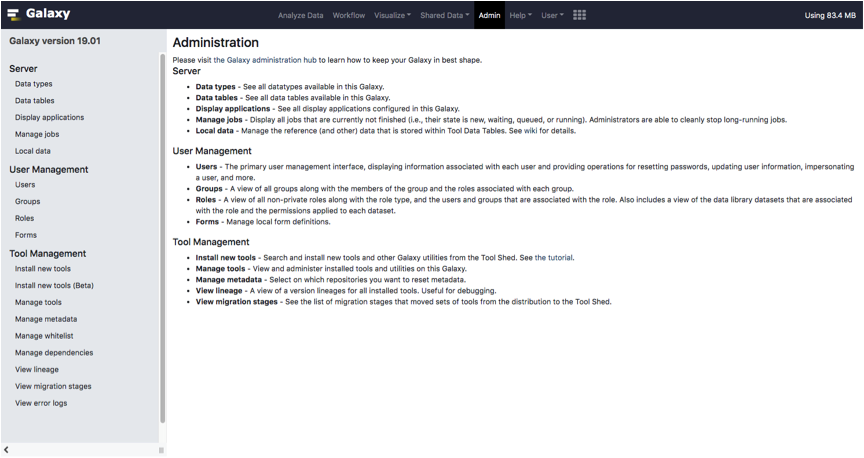 Galaxy
Analyze Data Workflow Visualize Shared Data Admin Help User
Using 83.4 MB
Galaxy version 19.01
Server
Data types
Data tables
Display applications
Manage jobs
Local data
User Management
Users
Groups
Roles
Forms
Tool Management
Install new tools
Install new tools (Beta)
Manage tools
Manage metadata
Manage whitelist
Manage dependencies
View lineage
View migration stages
View error logs
Administration
Please visit the Galaxy administration hub to learn how to keep your Galaxy in best shape.
Server
• Data types - See all datatypes available in this Galaxy.
• Data tables - See all data tables available in this Galaxy.
• Display applications - See all display applications configured in this Galaxy.
• Manage jobs - Display all jobs that are currently not finished (i.e., their state is new, waiting, queued, or running). Administrators are able to cleanly stop long-running jobs.
• Local data - Manage the reference (and other) data that is stored within Tool Data Tables. See wiki for details.
User Management
• Users - The primary user management interface, displaying information associated with each user and providing operations for resetting passwords, updating user information, impersonating
a user, and more.
• Groups - A view of all groups along with the members of the group and the roles associated with each group.
• Roles - A view of all non-private roles along with the role type, and the users and groups that are associated with the role. Also includes a view of the data library datasets that are associated
with the role and the permissions applied to each dataset.
• Forms - Manage local form definitions.
Tool Management
• Install new tools - Search and install new tools and other Galaxy utilities from the Tool Shed. See the tutorial.
• Manage tools - View and administer installed tools and utilities on this Galaxy.
• Manage metadata - Select on which repositories you want to reset metadata.
• View lineage - A view of a version lineages for all installed tools. Useful for debugging.
• View migration stages - See the list of migration stages that moved sets of tools from the distribution to the Tool Shed.